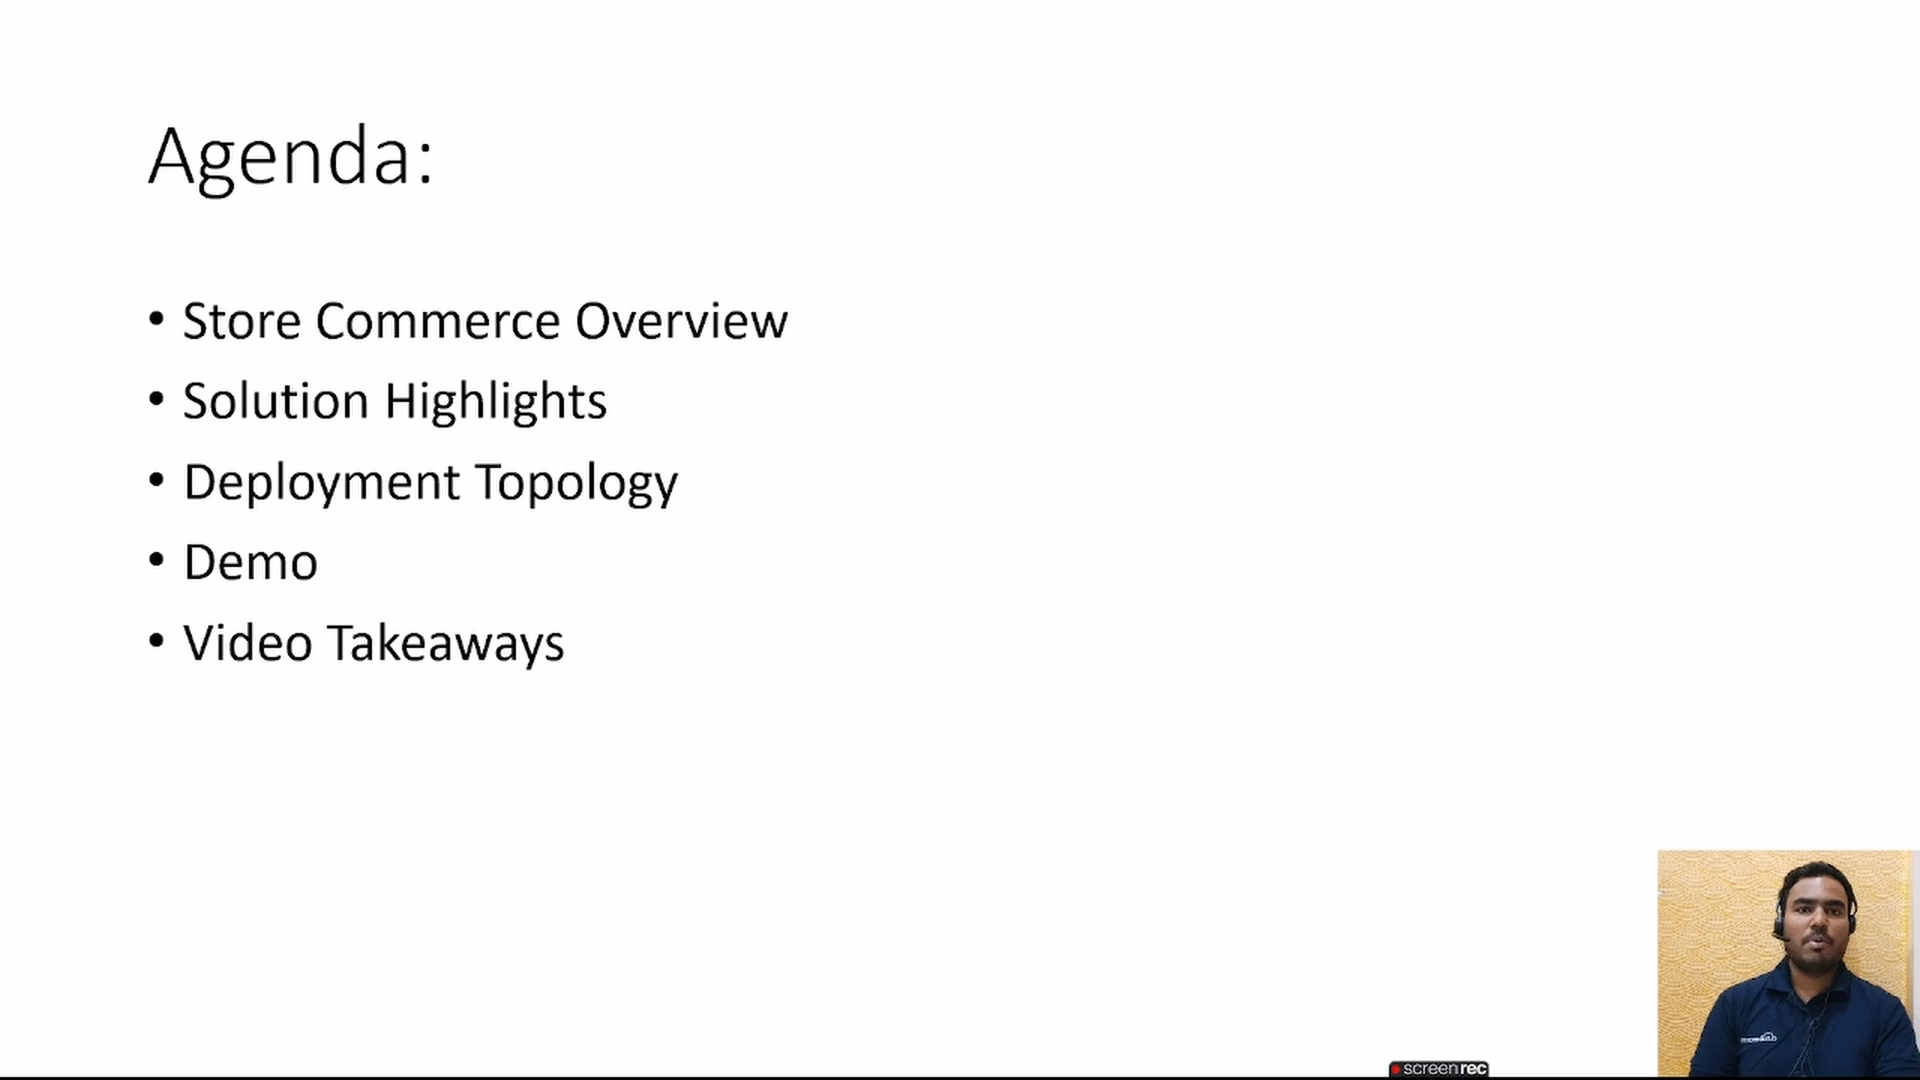 Agenda:
• Store Commerce Overview
• Solution Highlights
• Deployment Topology
• Demo
• Video Takeaways
screenrec